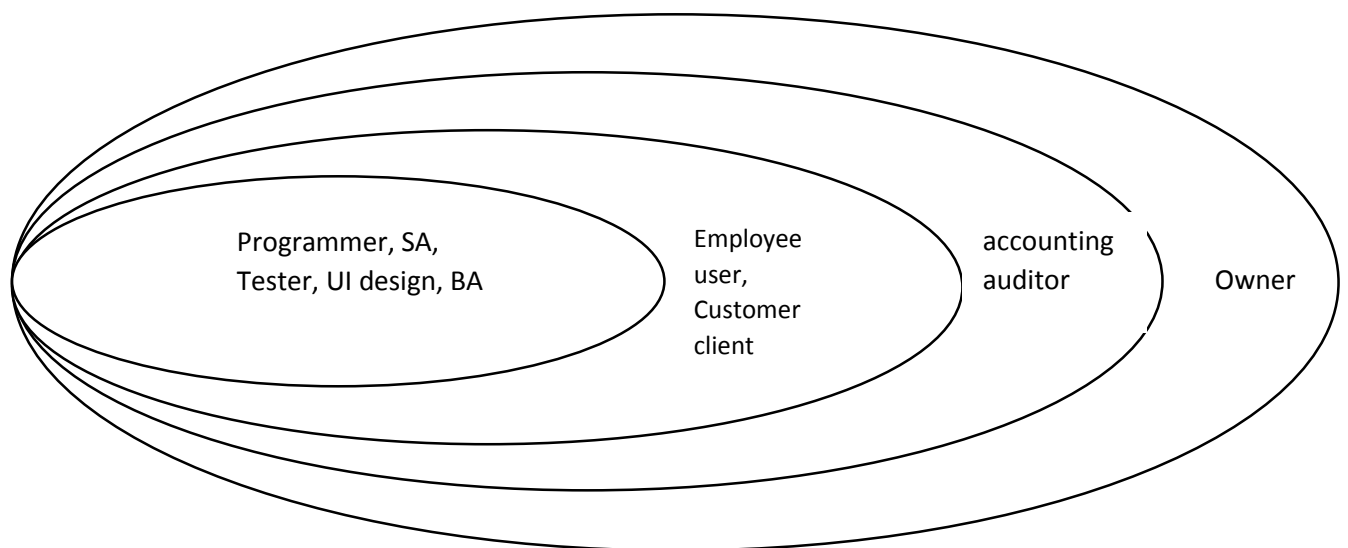 Programmer, SA,
Tester, UI design, BA
Employee
user,
Customer
client
accounting
auditor
Owner